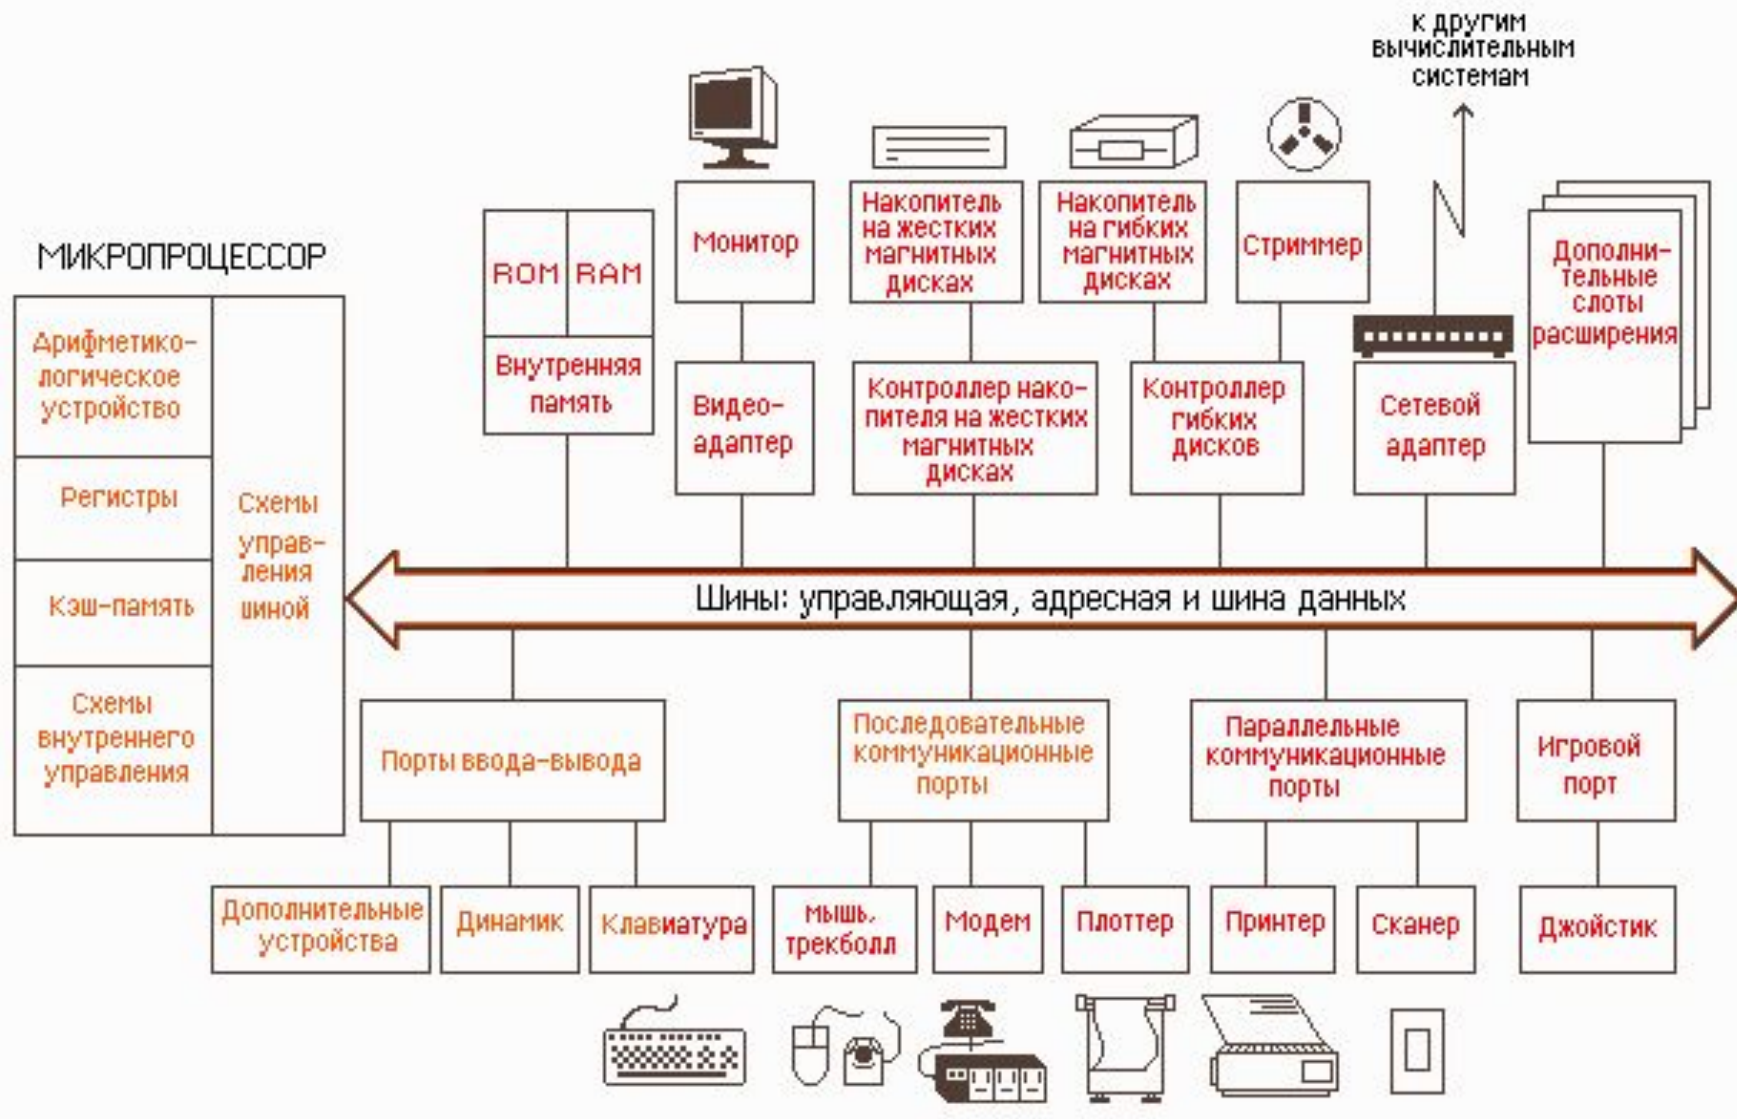 к другим
вычислительным
системам
МИКРОПРОЦЕССОР
Арифметико-
логическое
устройство
Регистры
Кэш-память
Схемы
внутреннего
управления
Схемы
управ-
ления
шиной
ROM RAM
Внутренняя
память
Монитор
Видео-
адаптер
Накопитель
на жестких
магнитных
дисках
Контроллер нако-
пителя на жестких
магнитных
дисках
Накопитель
на гибких
магнитных
дисках
Стриммер
Контроллер
гибких
дисков
Сетевой
адаптер
Дополни-
тельные
слоты
расширения
Шины: управляющая, адресная и шина данных
Порты ввода-вывода
Последовательные
коммуникационные
порты
Параллельные
коммуникационные
порты
Игровой
порт
Дополнительные
устройства
Динамик
Клавиатура
мышь,
трекболл
Модем
Плоттер
Принтер
Сканер
Джойстик